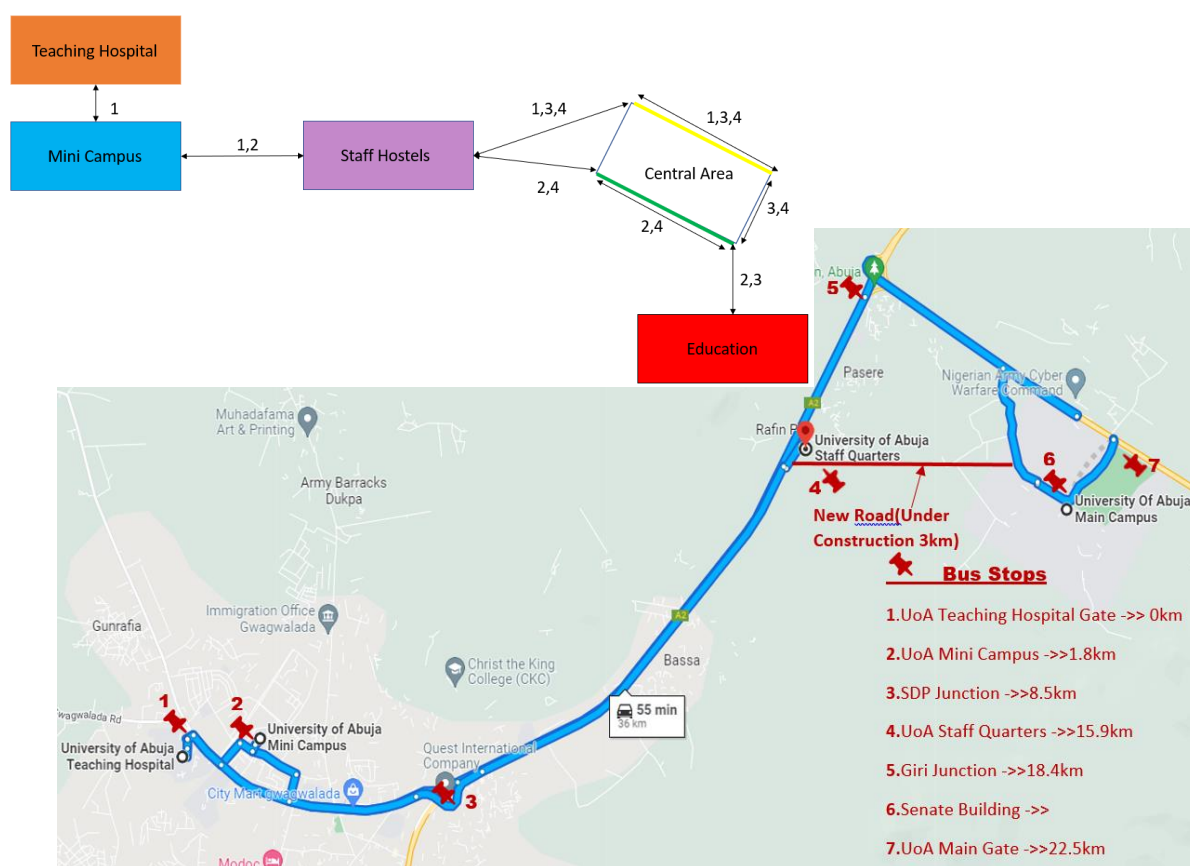 Teaching Hospital
1
Mini Campus
1,2
Staff Hostels
1,3,4
1,3,4
Central Area
2,4
2,4
3,4
2,3
Education
n, Abuja
5
Pasere
Nigerian Army Cyber
Warfare Command
A2
Rafin P
University of Abuja
Staff Quarters
4
6
7
University Of Abuja
Main Campus
New Road(Under
Construction 3km)
Muhadafama
Art & Printing
Army Barracks
Dukpa
A2
Immigration Office
Gwagwalada
Gunrafia
Christ the King
College (CKC)
Bassa
55 min
36 km
1
2
wagwalada Rd
University of Abuja
Mini Campus
University of Abuja
Teaching Hospital
Quest International
Company
City Mart gwagwalada
3
Modoc
Bus Stops
1.UoA Teaching Hospital Gate ->> 0km
2.UoA Mini Campus ->>1.8km
3.SDP Junction ->>8.5km
4.UoA Staff Quarters ->>15.9km
5.Giri Junction ->>18.4km
6.Senate Building ->>
7.UoA Main Gate ->>22.5km